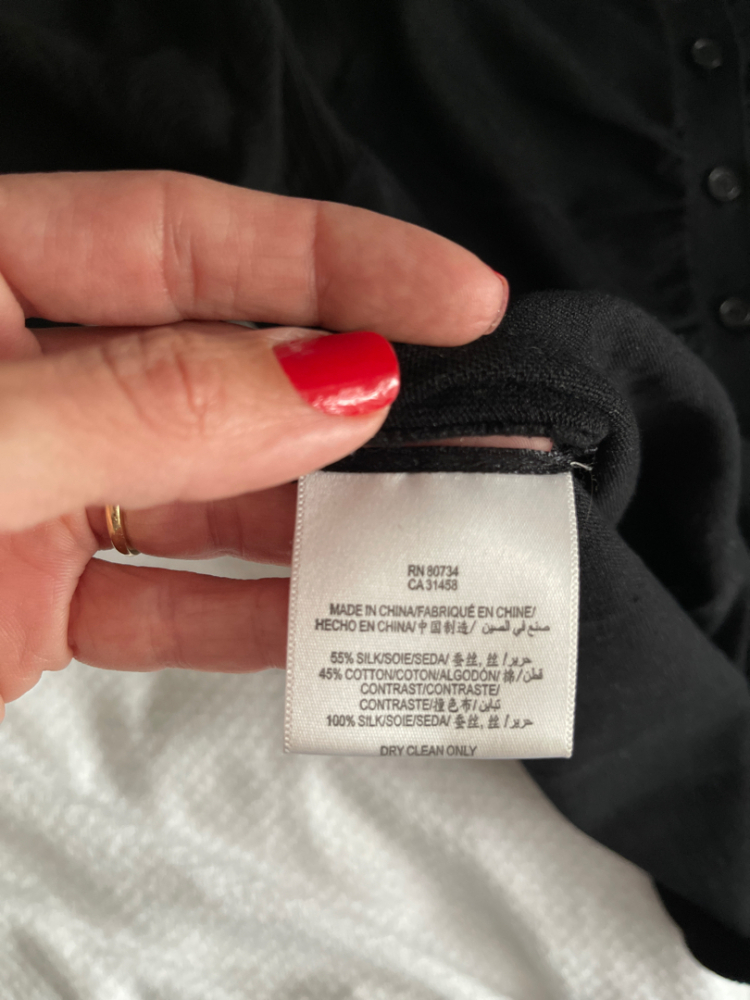 RN 80734
CA 31458
MADE IN CHINA/FABRIQUÉ EN CHINE/
HECHO EN CHINA/中国制造/ صنع في الصين
55% SILK/SOIE/SEDA/ 蚕丝, 丝 / حرير
45% COTTON/COTON/ALGODÓN/ 棉/ قطن
CONTRAST/CONTRASTE/
CONTRASTE/撞色布/ تباين
100% SILK/SOIE/SEDA/ 蚕丝, 丝 / حرير
DRY CLEAN ONLY